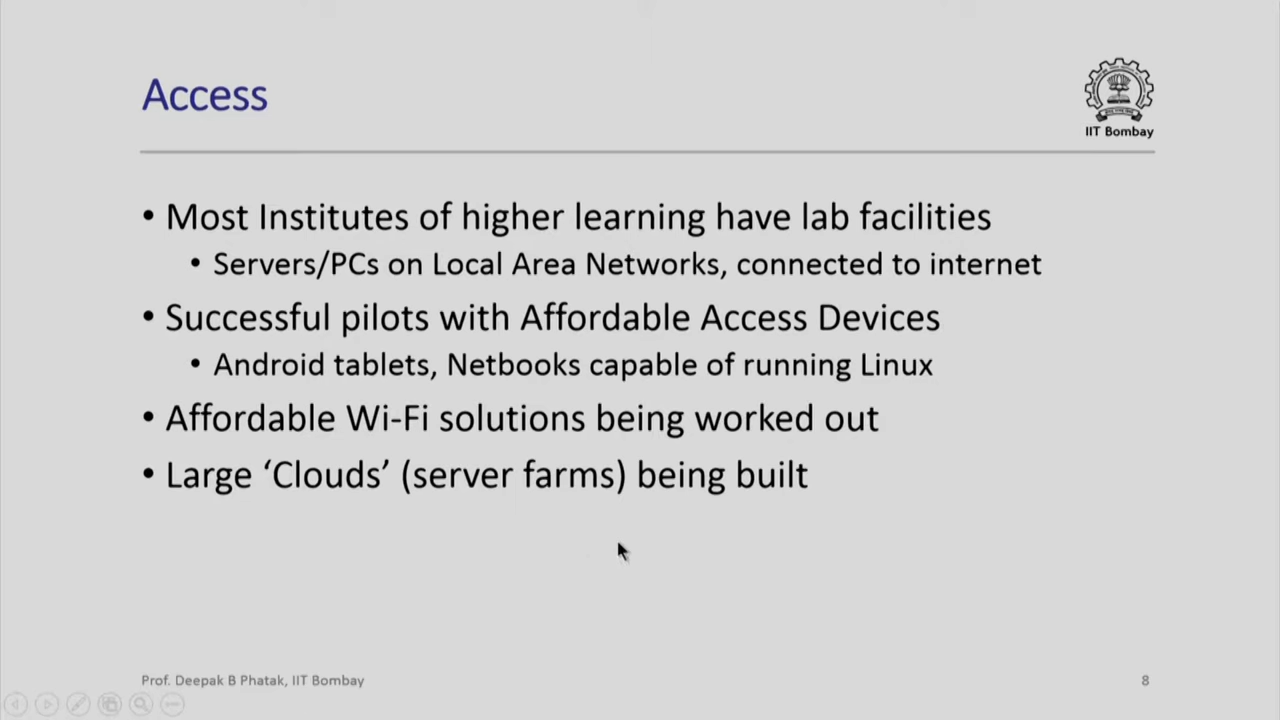 Access
IIT Bombay
• Most Institutes of higher learning have lab facilities
• Servers/PCs on Local Area Networks, connected to internet
• Successful pilots with Affordable Access Devices
• Android tablets, Netbooks capable of running Linux
• Affordable Wi-Fi solutions being worked out
• Large ‘Clouds’ (server farms) being built
Prof. Deepak B Phatak, IIT Bombay
8